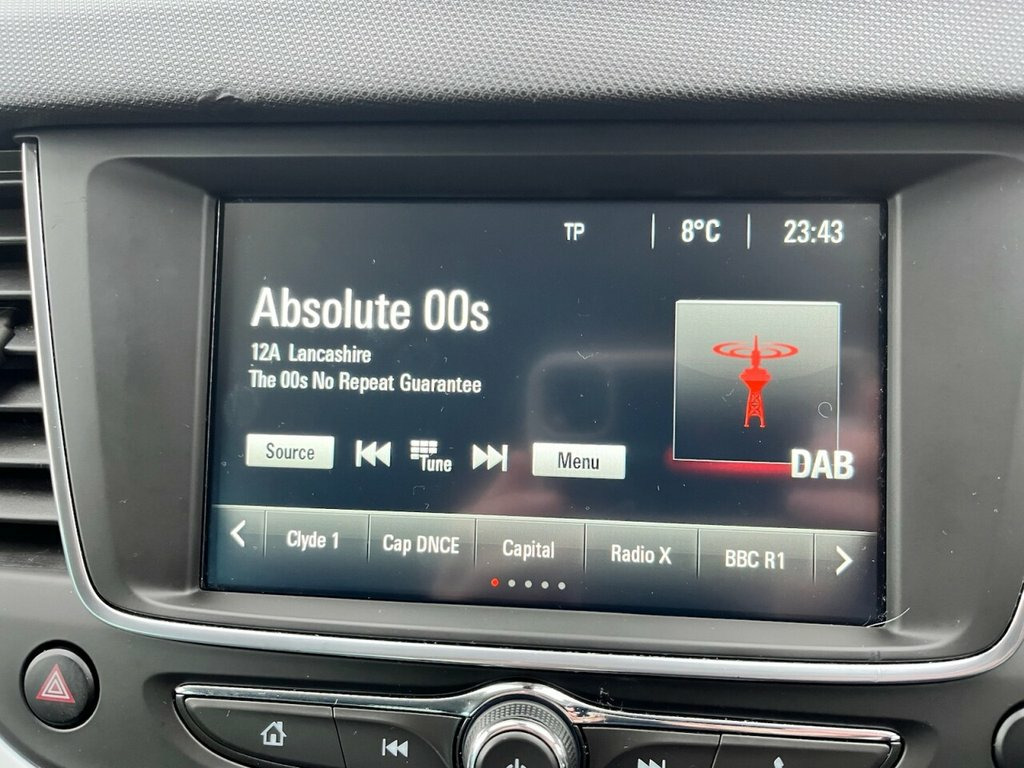 TP 8°C 23:43
Absolute 00s
12A Lancashire
The 00s No Repeat Guarantee
Source Tune Menu
DAB
Clyde 1 Cap DNCE Capital Radio X BBC R1